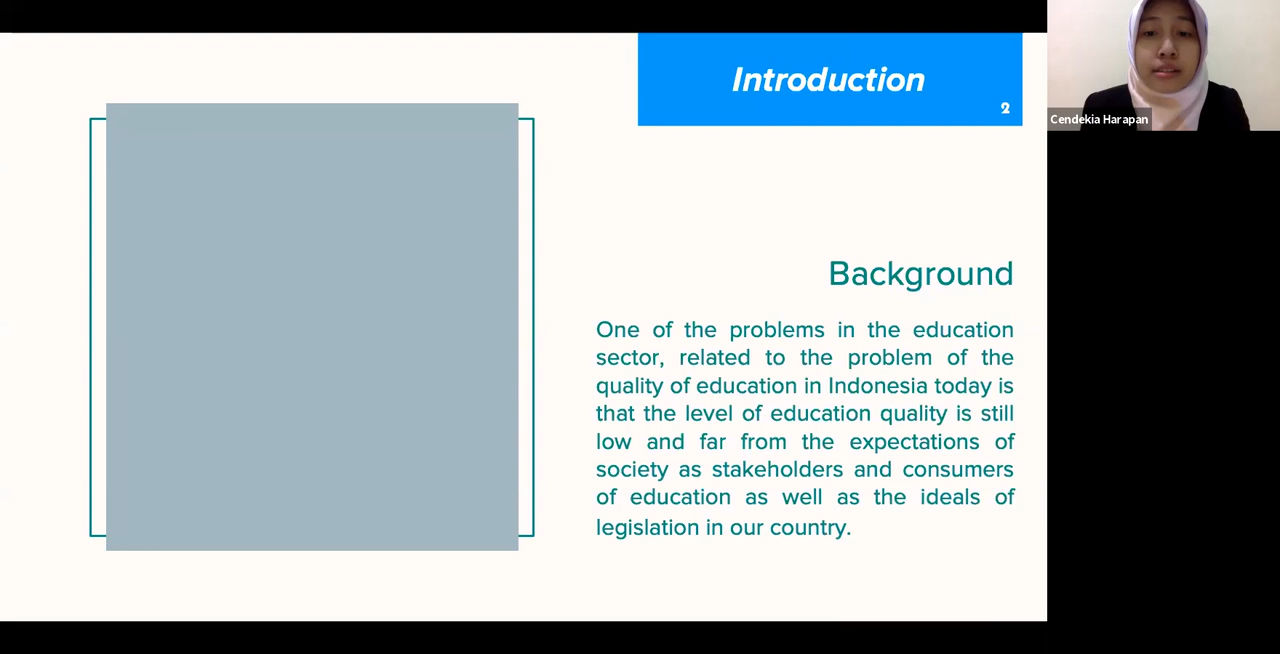 Introduction
2
Cendekia Harapan
Background
One of the problems in the education
sector, related to the problem of the
quality of education in Indonesia today is
that the level of education quality is still
low and far from the expectations of
society as stakeholders and consumers
of education as well as the ideals of
legislation in our country.